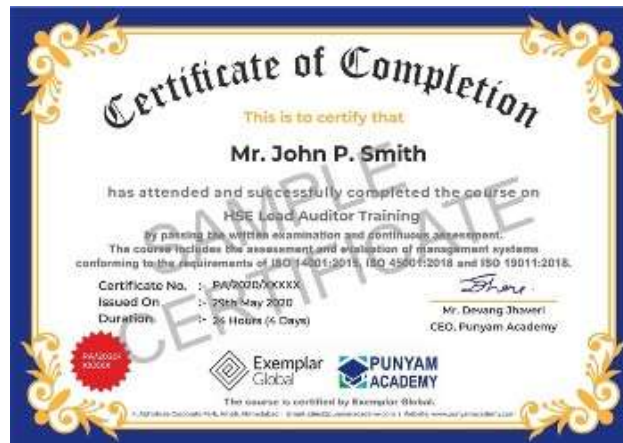 Certificate of Completion
This is to certify that
Mr. John P. Smith
has attended and successfully completed the course on
HSE Lead Auditor Training
by passing the written examination and continuous assessment.
The course includes the assessment and evaluation of management systems
conforming to the requirements of ISO 14001:2015, ISO 45001:2018 and ISO 19011:2018.
SAMPLE
CERTIFICATE
Certificate No. :- PA/2020/XXXXX
Issued On :- 29th May 2020
Duration :- 24 Hours (4 Days)
Mr. Devang Jhaveri
CEO, Punyam Academy
PA/2020/
XXXXX
Exemplar
Global
PUNYAM
ACADEMY
The course is certified by Exemplar Global.